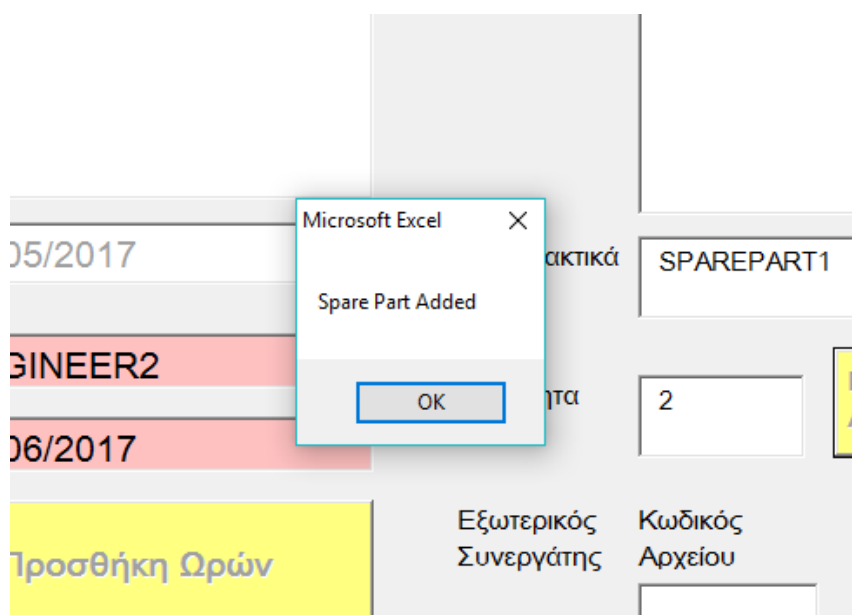 Microsoft Excel
05/2017
ακτικά
SPAREPART1
Spare Part Added
GINEER2
OK
ητα
2
06/2017
Εξωτερικός Συνεργάτης
Κωδικός Αρχείου
Προσθήκη Ωρών